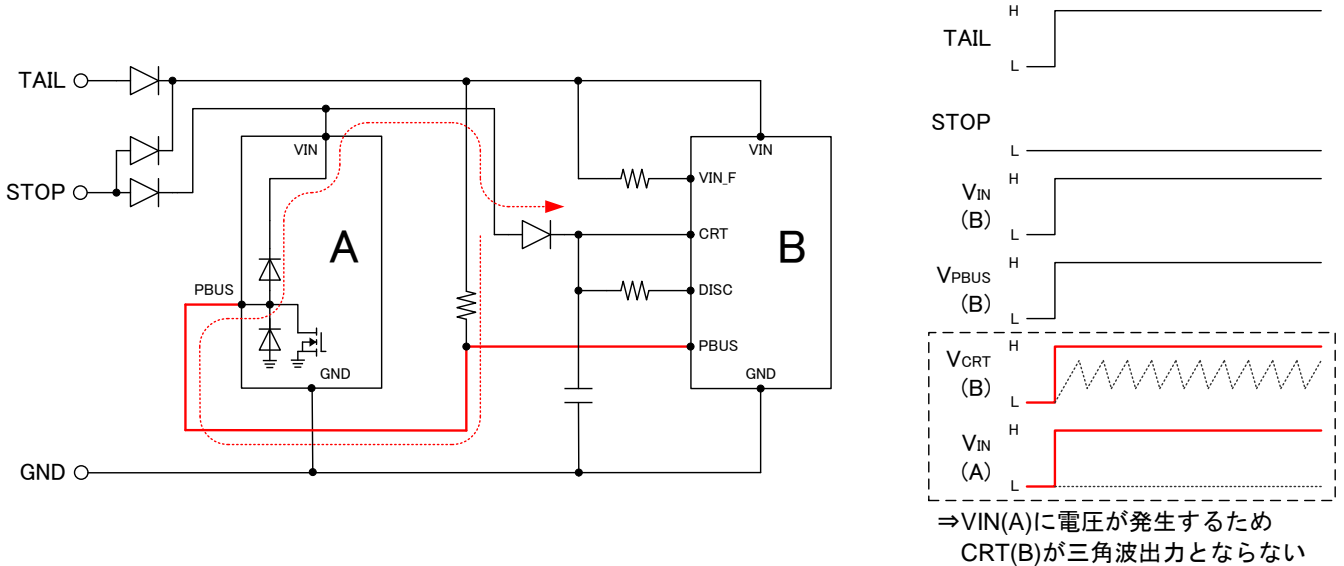 TAIL
STOP
VIN
A
PBUS
GND
VIN
VIN_F
CRT
B
DISC
PBUS
GND
GND
TAIL
H
L
STOP
L
VIN
(B)
H
L
VPBUS
(B)
H
L
VCRT
(B)
H
L
VIN
(A)
H
L
⇒VIN(A)に電圧が発生するため
CRT(B)が三角波出力とならない